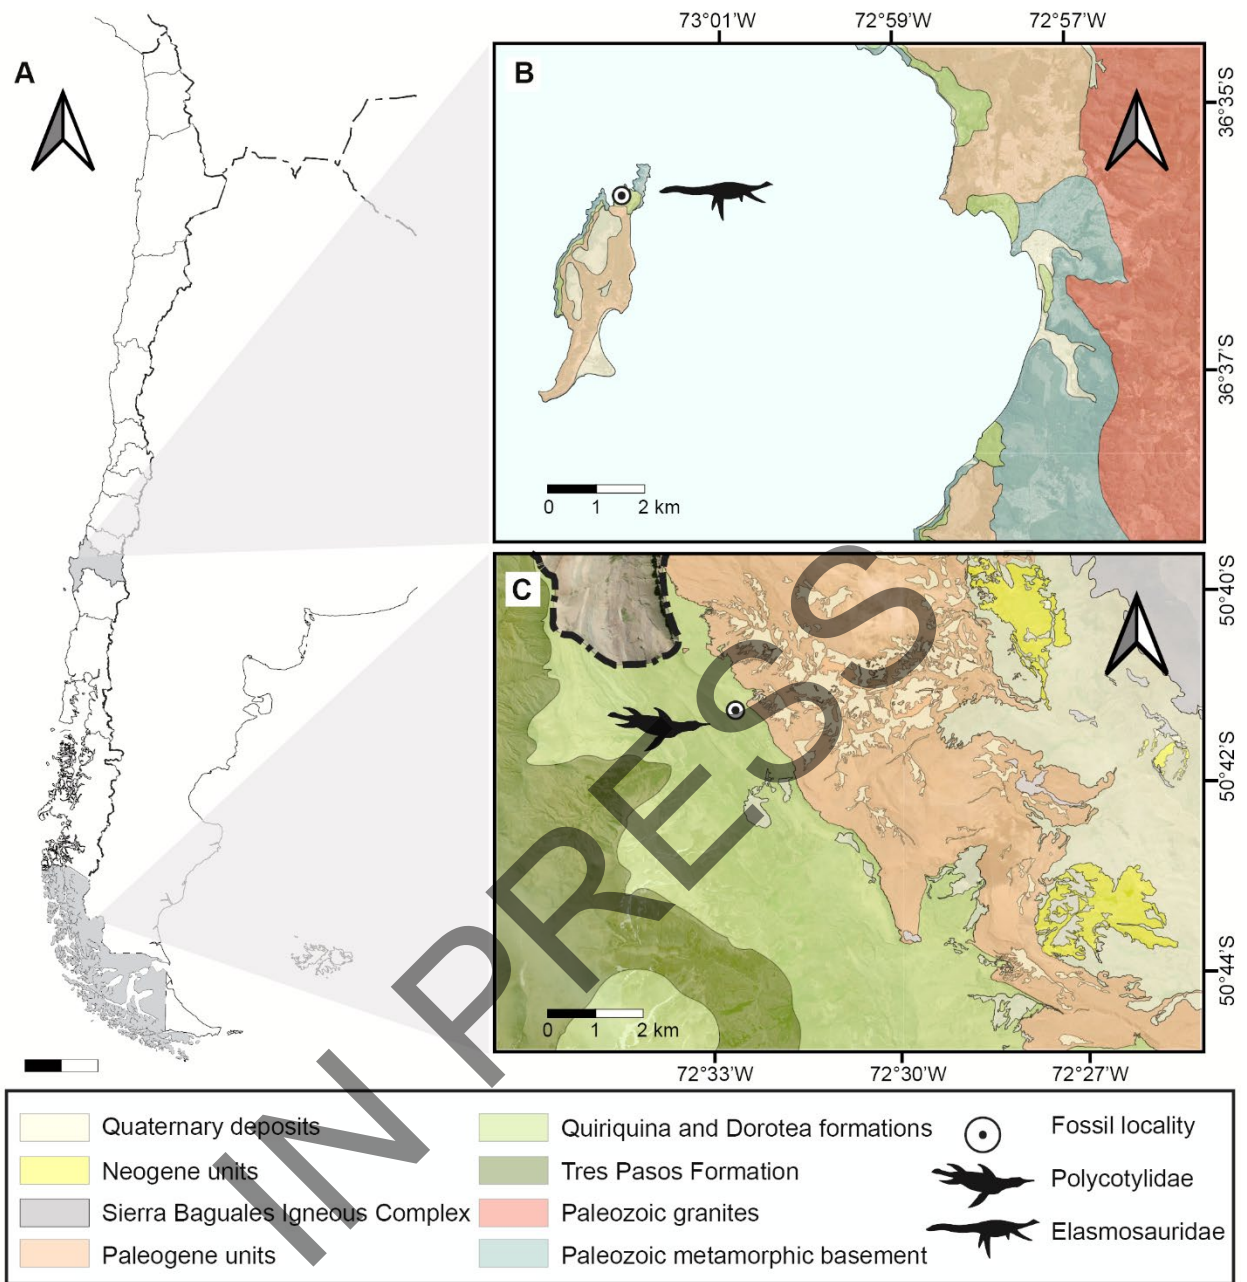 A
B
73°01'W
72°59'W
72°57'W
36°35'S
36°37'S
0 1 2 km
C
50°40'S
50°42'S
50°44'S
0 1 2 km
72°33'W
72°30'W
72°27'W
IN PRESS
Quaternary deposits
Neogene units
Sierra Baguales Igneous Complex
Paleogene units
Quiriquina and Dorotea formations
Tres Pasos Formation
Paleozoic granites
Paleozoic metamorphic basement
Fossil locality
Polycotylidae
Elasmosauridae